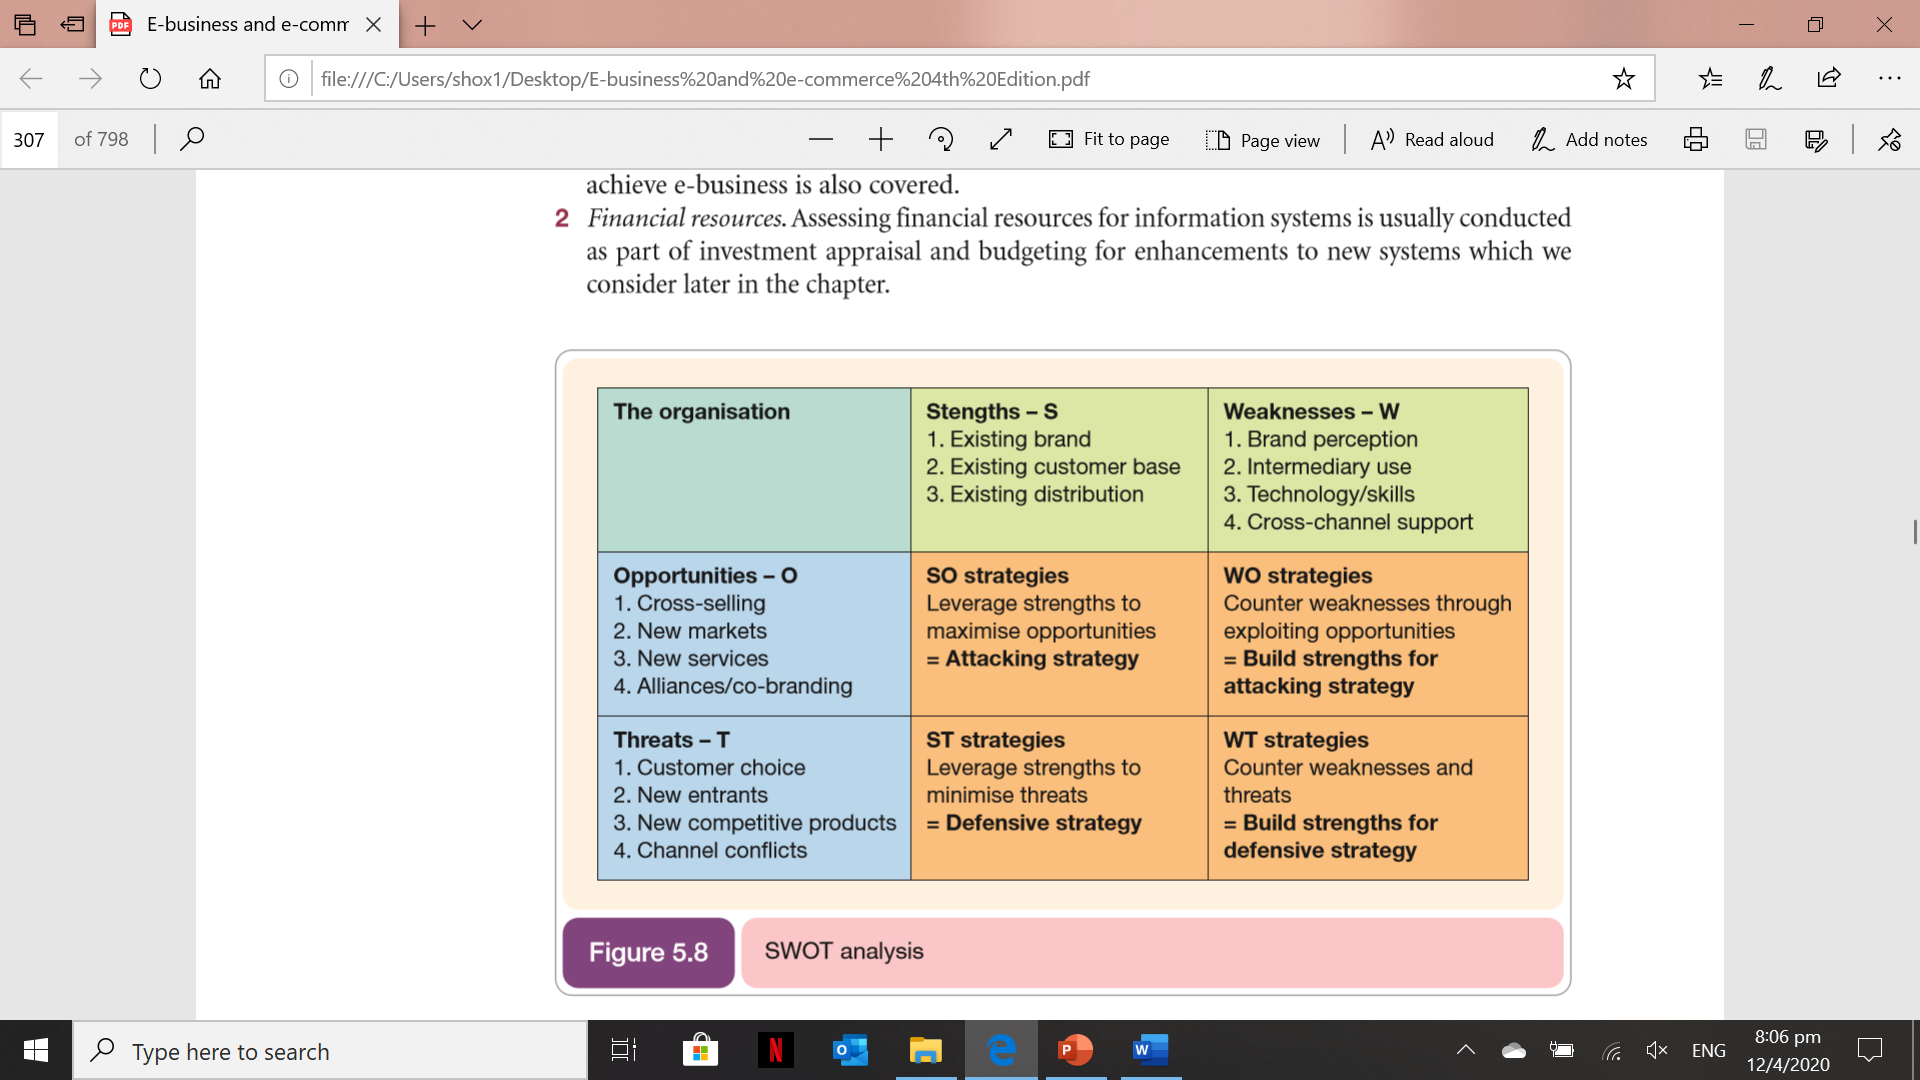 E-business and e-comm
file:///C:/Users/shox1/Desktop/E-business%20and%20e-commerce%204th%20Edition.pdf
307 of 798
Fit to page
Page view
Read aloud
Add notes
achieve e-business is also covered.
2 Financial resources. Assessing financial resources for information systems is usually conducted
as part of investment appraisal and budgeting for enhancements to new systems which we
consider later in the chapter.
The organisation
Stengths – S
1. Existing brand
2. Existing customer base
3. Existing distribution
Weaknesses – W
1. Brand perception
2. Intermediary use
3. Technology/skills
4. Cross-channel support
Opportunities – O
1. Cross-selling
2. New markets
3. New services
4. Alliances/co-branding
SO strategies
Leverage strengths to
maximise opportunities
= Attacking strategy
WO strategies
Counter weaknesses through
exploiting opportunities
= Build strengths for
attacking strategy
Threats – T
1. Customer choice
2. New entrants
3. New competitive products
4. Channel conflicts
ST strategies
Leverage strengths to
minimise threats
= Defensive strategy
WT strategies
Counter weaknesses and
threats
= Build strengths for
defensive strategy
Figure 5.8
SWOT analysis
Type here to search
ENG
8:06 pm
12/4/2020